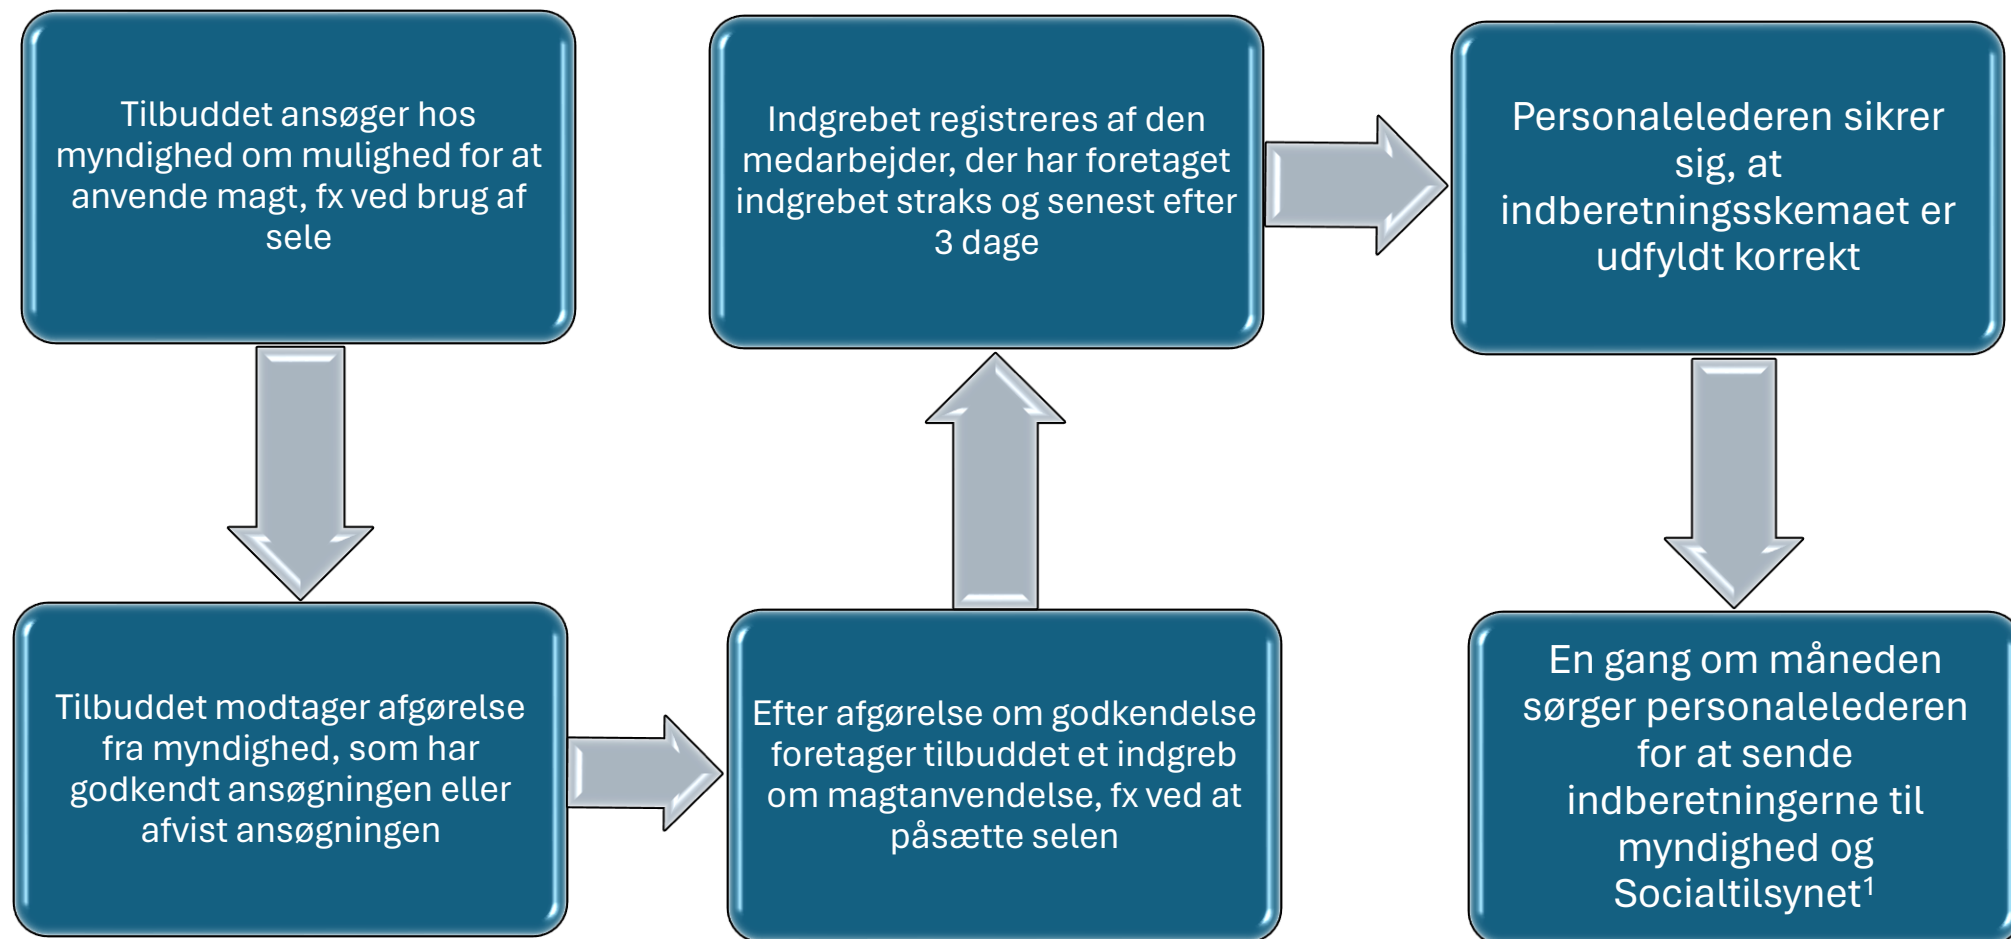 Tilbuddet ansøger hos
myndighed om mulighed for at
anvende magt, fx ved brug af
sele
Tilbuddet modtager afgørelse
fra myndighed, som har
godkendt ansøgningen eller
afvist ansøgningen
Efter afgørelse om godkendelse
foretager tilbuddet et indgreb
om magtanvendelse, fx ved at
påsætte selen
Indgrebet registreres af den
medarbejder, der har foretaget
indgrebet straks og senest efter
3 dage
Personalelederen sikrer
sig, at
indberetningsskemaet er
udfyldt korrekt
En gang om måneden
sørger personalelederen
for at sende
indberetningerne til
myndighed og
Socialtilsynet¹